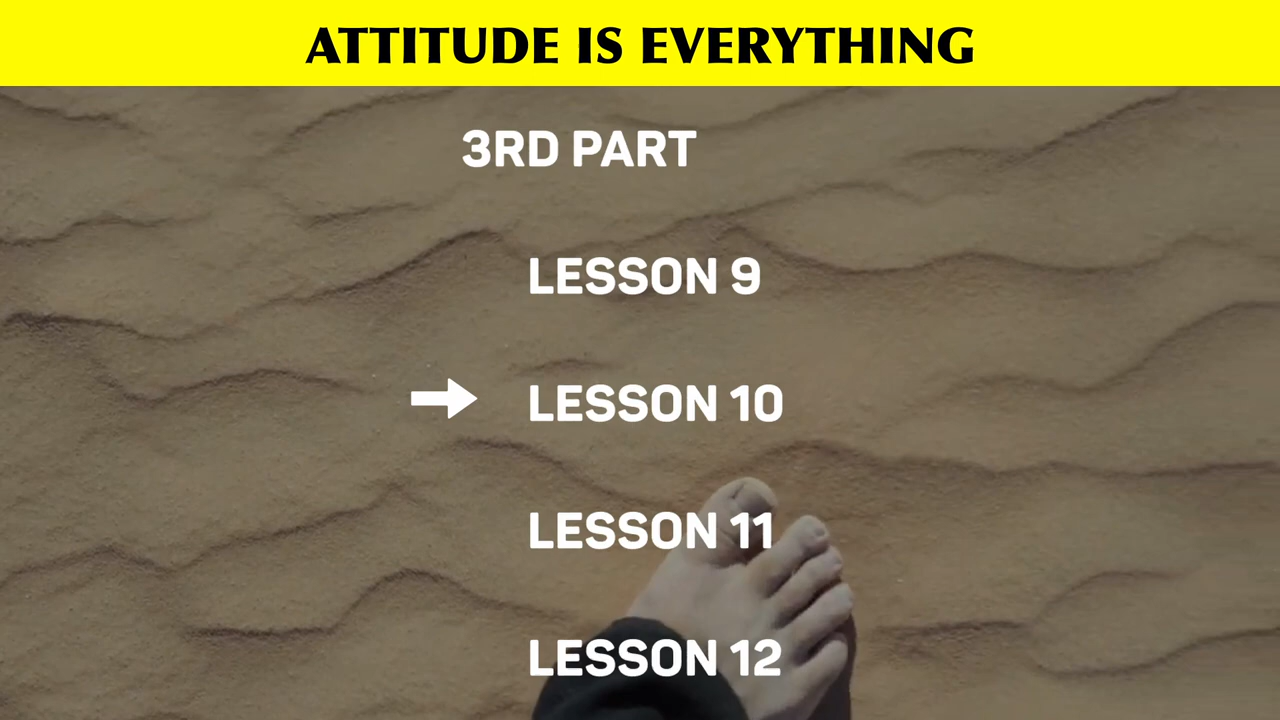 ATTITUDE IS EVERYTHING
3RD PART
LESSON 9
LESSON 10
LESSON 11
LESSON 12